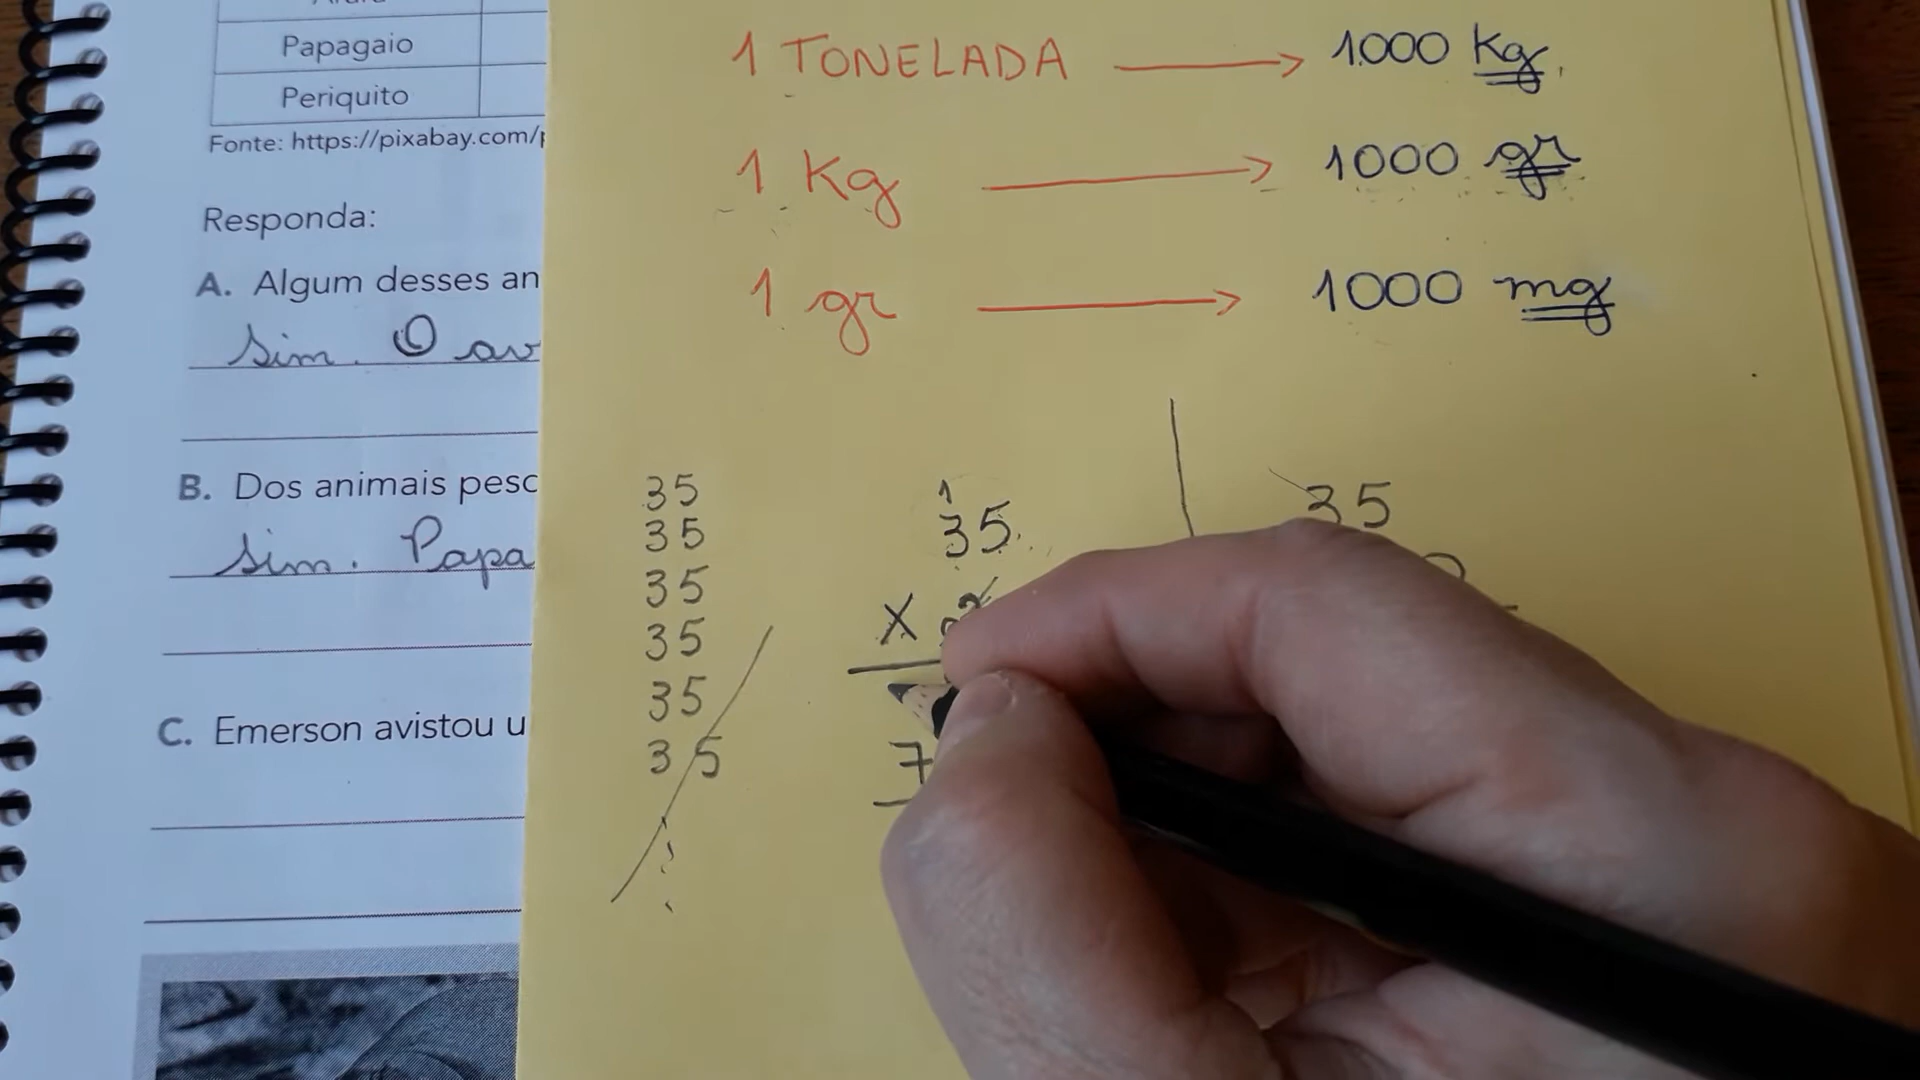 Papagaio
Periquito
Fonte: https://pixabay.com/p
Responda:
A. Algum desses an
Sim. O av
B. Dos animais pesc
Sim. Papa
C. Emerson avistou u
1 TONELADA → 1000 Kg
1 Kg → 1000 gr
1 gr → 1000 mg
35
35
35
35
35
35
1
35
X
7
35